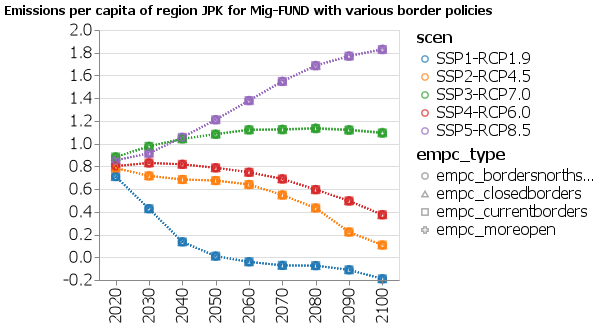 Emissions per capita of region JPK for Mig-FUND with various border policies
2.0
1.8
1.6
1.4
1.2
1.0
0.8
0.6
0.4
0.2
0.0
-0.2
2020
2030
2040
2050
2060
2070
2080
2090
2100
scen
SSP1-RCP1.9
SSP2-RCP4.5
SSP3-RCP7.0
SSP4-RCP6.0
SSP5-RCP8.5
empc_type
empc_bordersnorths...
empc_closedborders
empc_currentborders
empc_moreopen